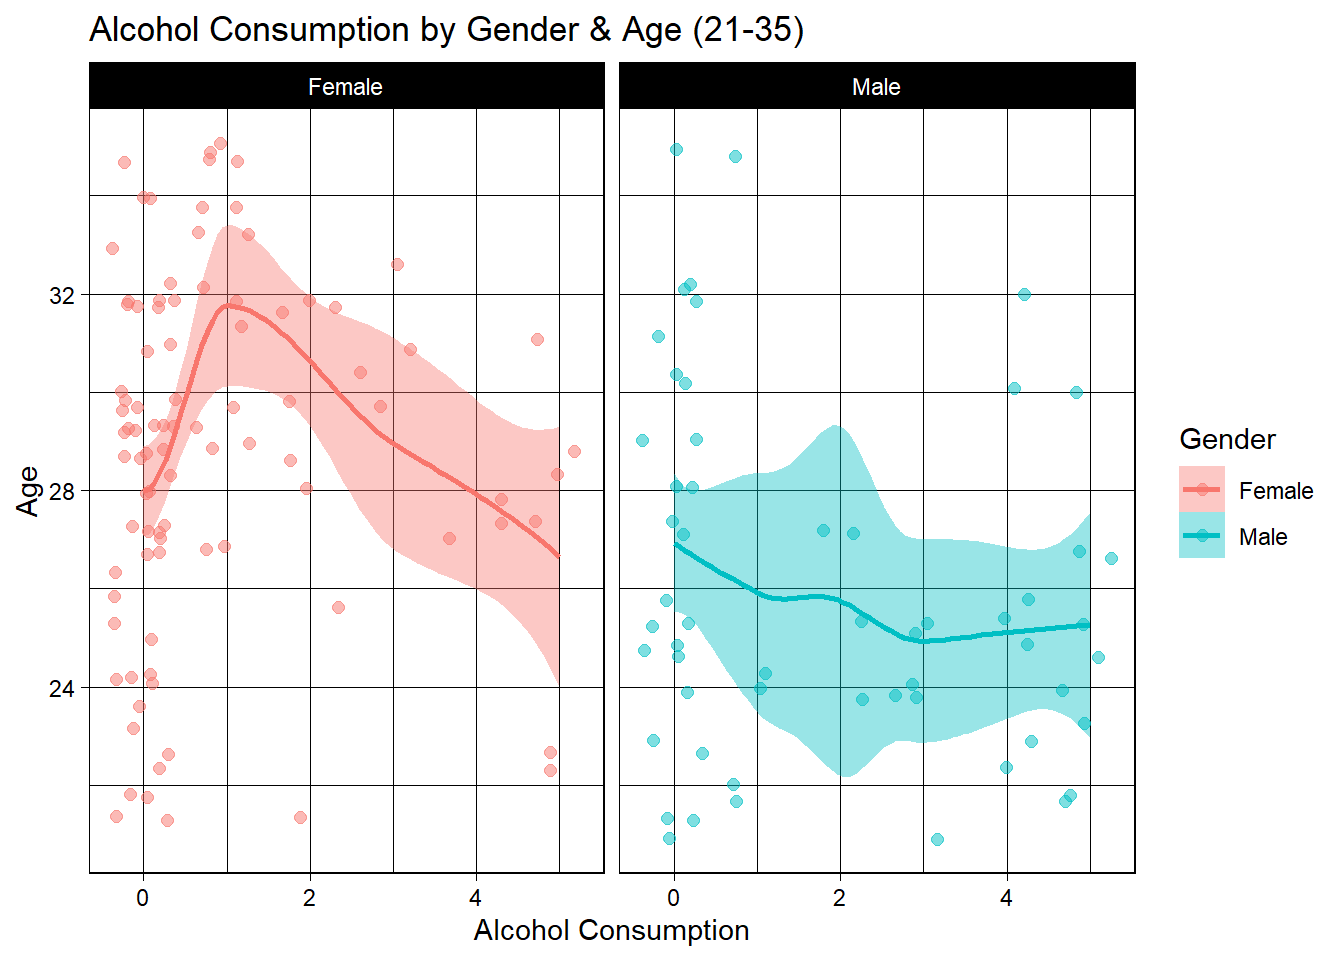 Alcohol Consumption by Gender & Age (21-35)
Female
Male
32
28
24
Age
0
2
4
0
2
4
Alcohol Consumption
Gender
Female
Male